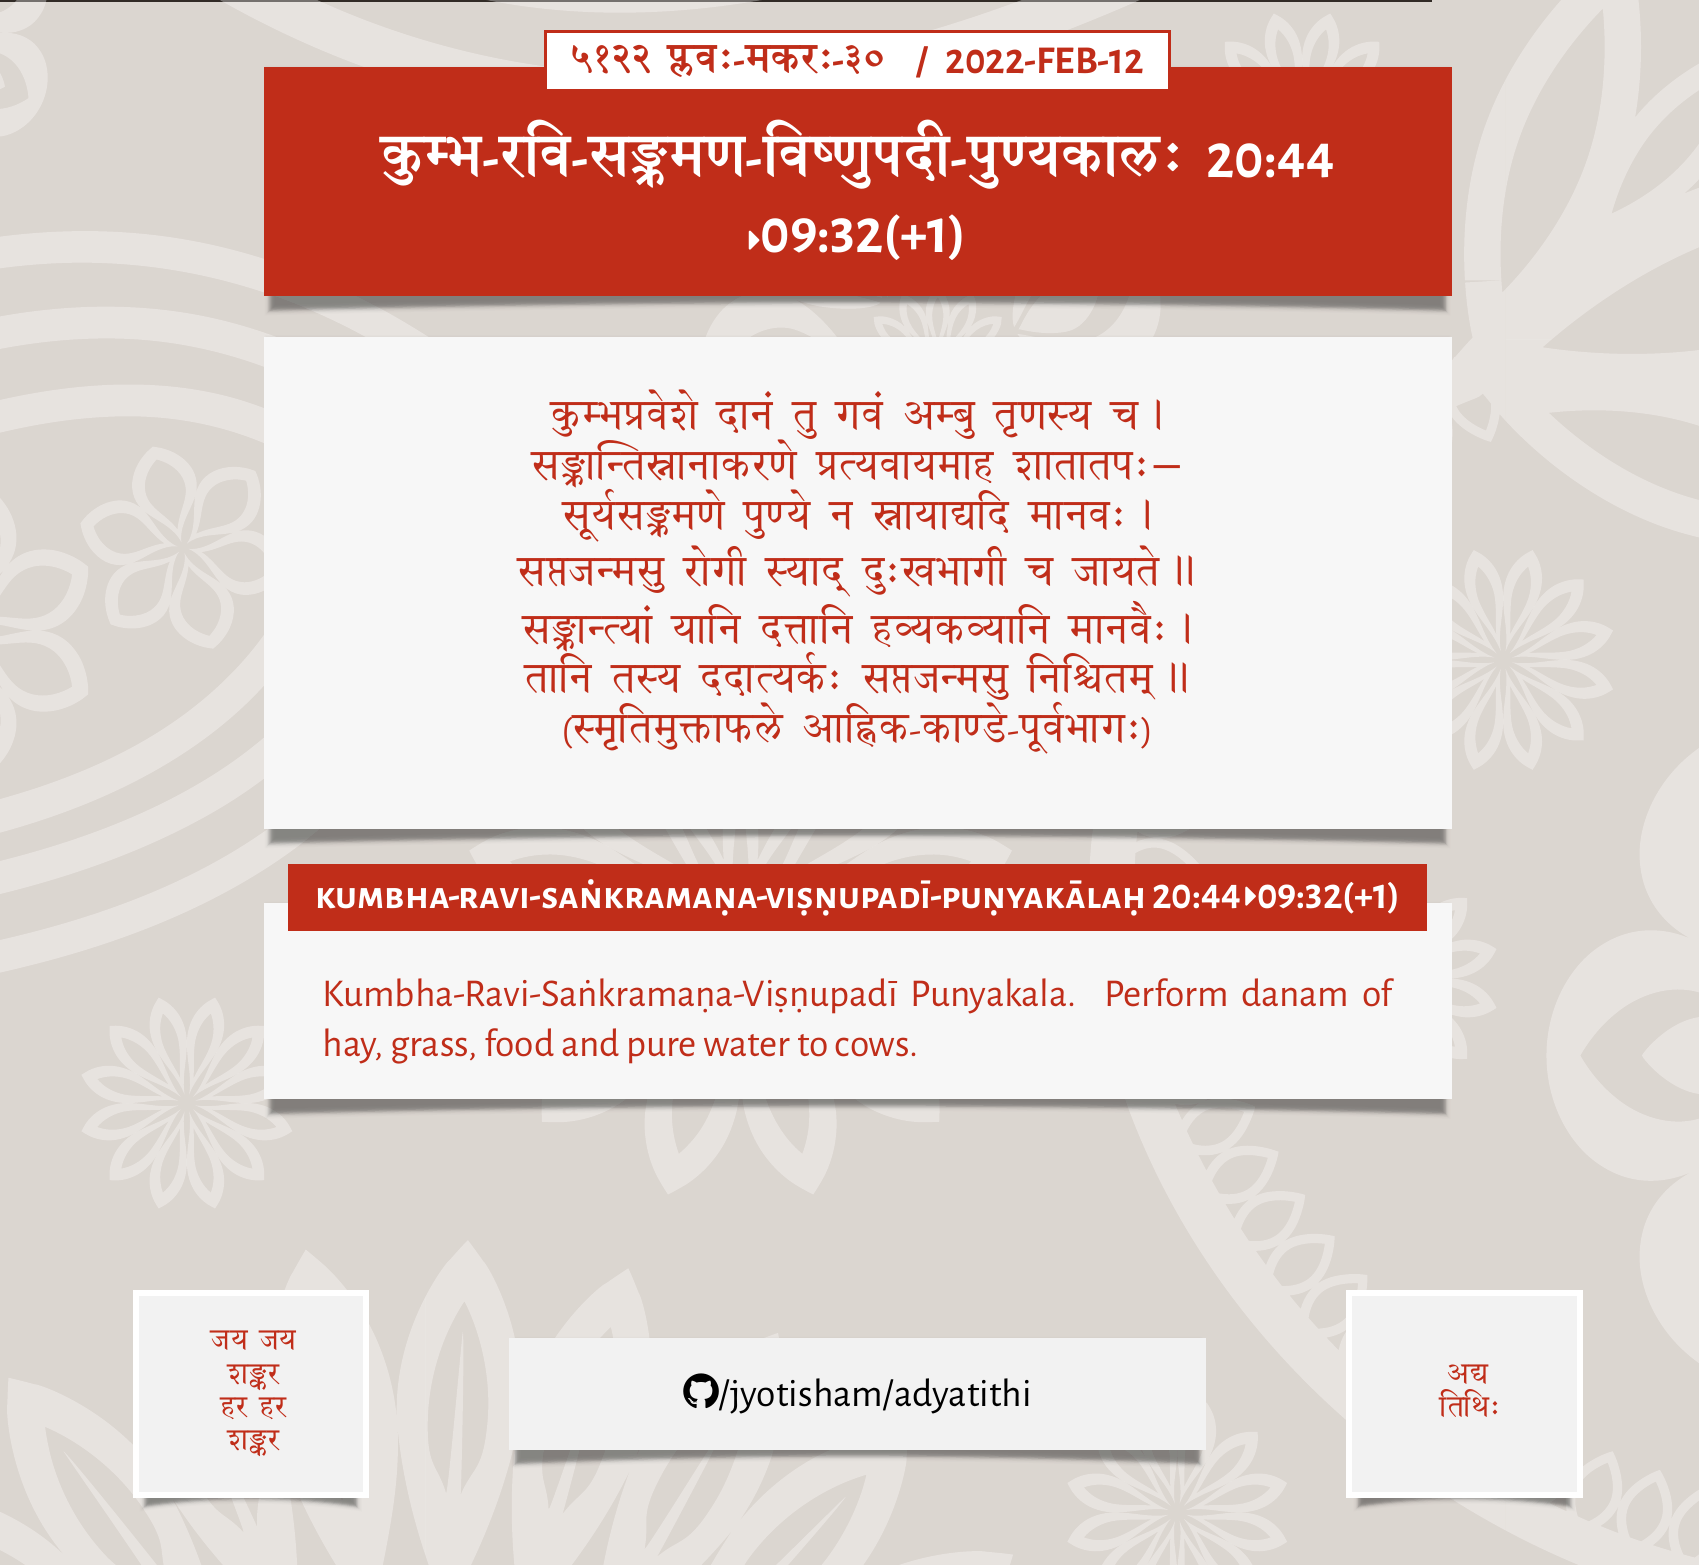 ५१२२ प्लवः-मकरः-३० / 2022-FEB-12
कुम्भ-रवि-सङ्क्रमण-विष्णुपदी-पुण्यकालः 20:44
▸09:32(+1)
कुम्भप्रवेशे दानं तु गवं अम्बु तृणस्य च।
सङ्क्रान्तिस्नानाकरणे प्रत्यवायमाह शातातपः—
सूर्यसङ्क्रमणे पुण्ये न स्नायाद्यदि मानवः।
सप्तजन्मसु रोगी स्याद् दुःखभागी च जायते॥
सङ्क्रान्त्यां यानि दत्तानि हव्यकव्यानि मानवैः।
तानि तस्य ददात्यर्कः सप्तजन्मसु निश्चितम्॥
(स्मृतिमुक्ताफले आह्निक-काण्डे-पूर्वभागः)
KUMBHA-RAVI-SAṄKRAMAṆA-VIṢṆUPADĪ-PUṆYAKĀLAḤ 20:44▸09:32(+1)
Kumbha-Ravi-Saṅkramaṇa-Viṣṇupadī Punyakala. Perform danam of
hay, grass, food and pure water to cows.
जय जय
शङ्कर
हर हर
शङ्कर
/jyotisham/adyatithi
अद्य
तिथिः